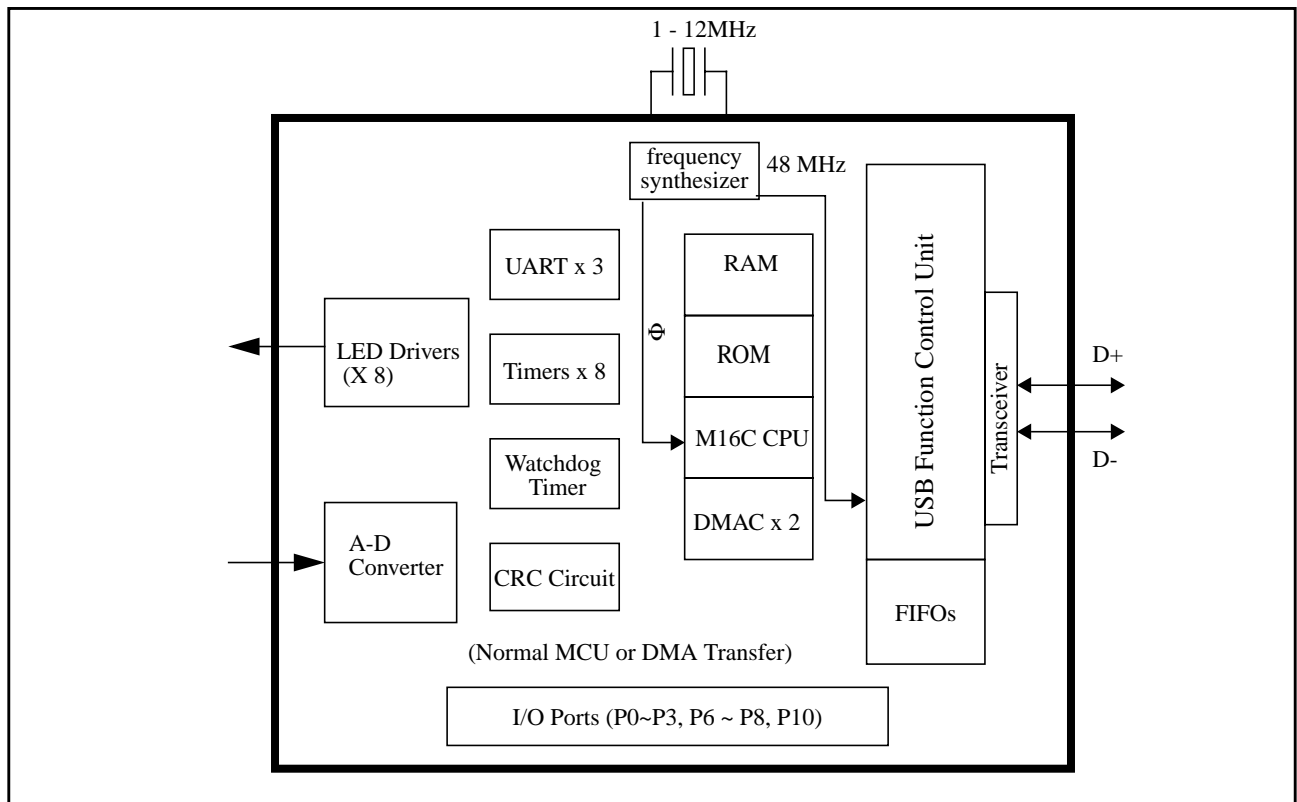 1 - 12MHz
frequency
synthesizer
48 MHz
UART x 3
RAM
LED Drivers
(X 8)
Timers x 8
Φ
ROM
USB Function Control Unit
Transceiver
D+
D-
Watchdog
Timer
M16C CPU
A-D
Converter
CRC Circuit
DMAC x 2
FIFOs
(Normal MCU or DMA Transfer)
I/O Ports (P0~P3, P6 ~ P8, P10)